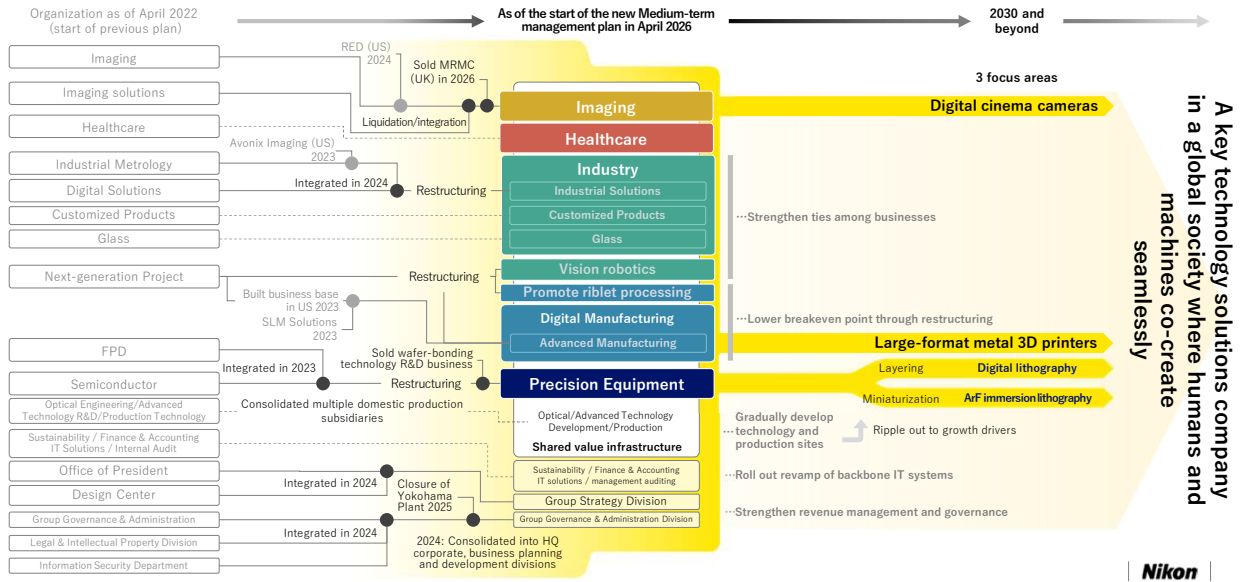 Organization as of April 2022
(start of previous plan)
As of the start of the new Medium-term
management plan in April 2026
2030 and
beyond
Imaging
Imaging solutions
Healthcare
Industrial Metrology
Digital Solutions
Customized Products
Glass
Next-generation Project
FPD
Semiconductor
Optical Engineering/Advanced
Technology R&D/Production Technology
Sustainability / Finance & Accounting
IT Solutions / Internal Audit
Office of President
Design Center
Group Governance & Administration
Legal & Intellectual Property Division
Information Security Department
RED (US)
2024
Sold MRMC
(UK) in 2026
Liquidation/integration
Avonix Imaging (US)
2023
Integrated in 2024
Restructuring
Restructuring
Built business base
in US 2023
SLM Solutions
2023
Sold wafer-bonding
technology R&D business
Integrated in 2023
Restructuring
Consolidated multiple domestic production
subsidiaries
Integrated in 2024
Closure of
Yokohama
Plant 2025
Integrated in 2024
2024: Consolidated into HQ
corporate, business planning
and development divisions
Imaging
Healthcare
Industry
Industrial Solutions
Customized Products
Glass
Vision robotics
Promote riblet processing
Digital Manufacturing
Advanced Manufacturing
Precision Equipment
Optical/Advanced Technology
Development/Production
Shared value infrastructure
Sustainability / Finance & Accounting
IT solutions / management auditing
Group Strategy Division
Group Governance & Administration Division
3 focus areas
Digital cinema cameras
···Strengthen ties among businesses
···Lower breakeven point through restructuring
Large-format metal 3D printers
Layering
Digital lithography
Miniaturization
ArF immersion lithography
···Gradually develop
technology and
production sites
Ripple out to growth drivers
···Roll out revamp of backbone IT systems
···Strengthen revenue management and governance
A key technology solutions company
in a global society where humans and
machines co-create
seamlessly
Nikon